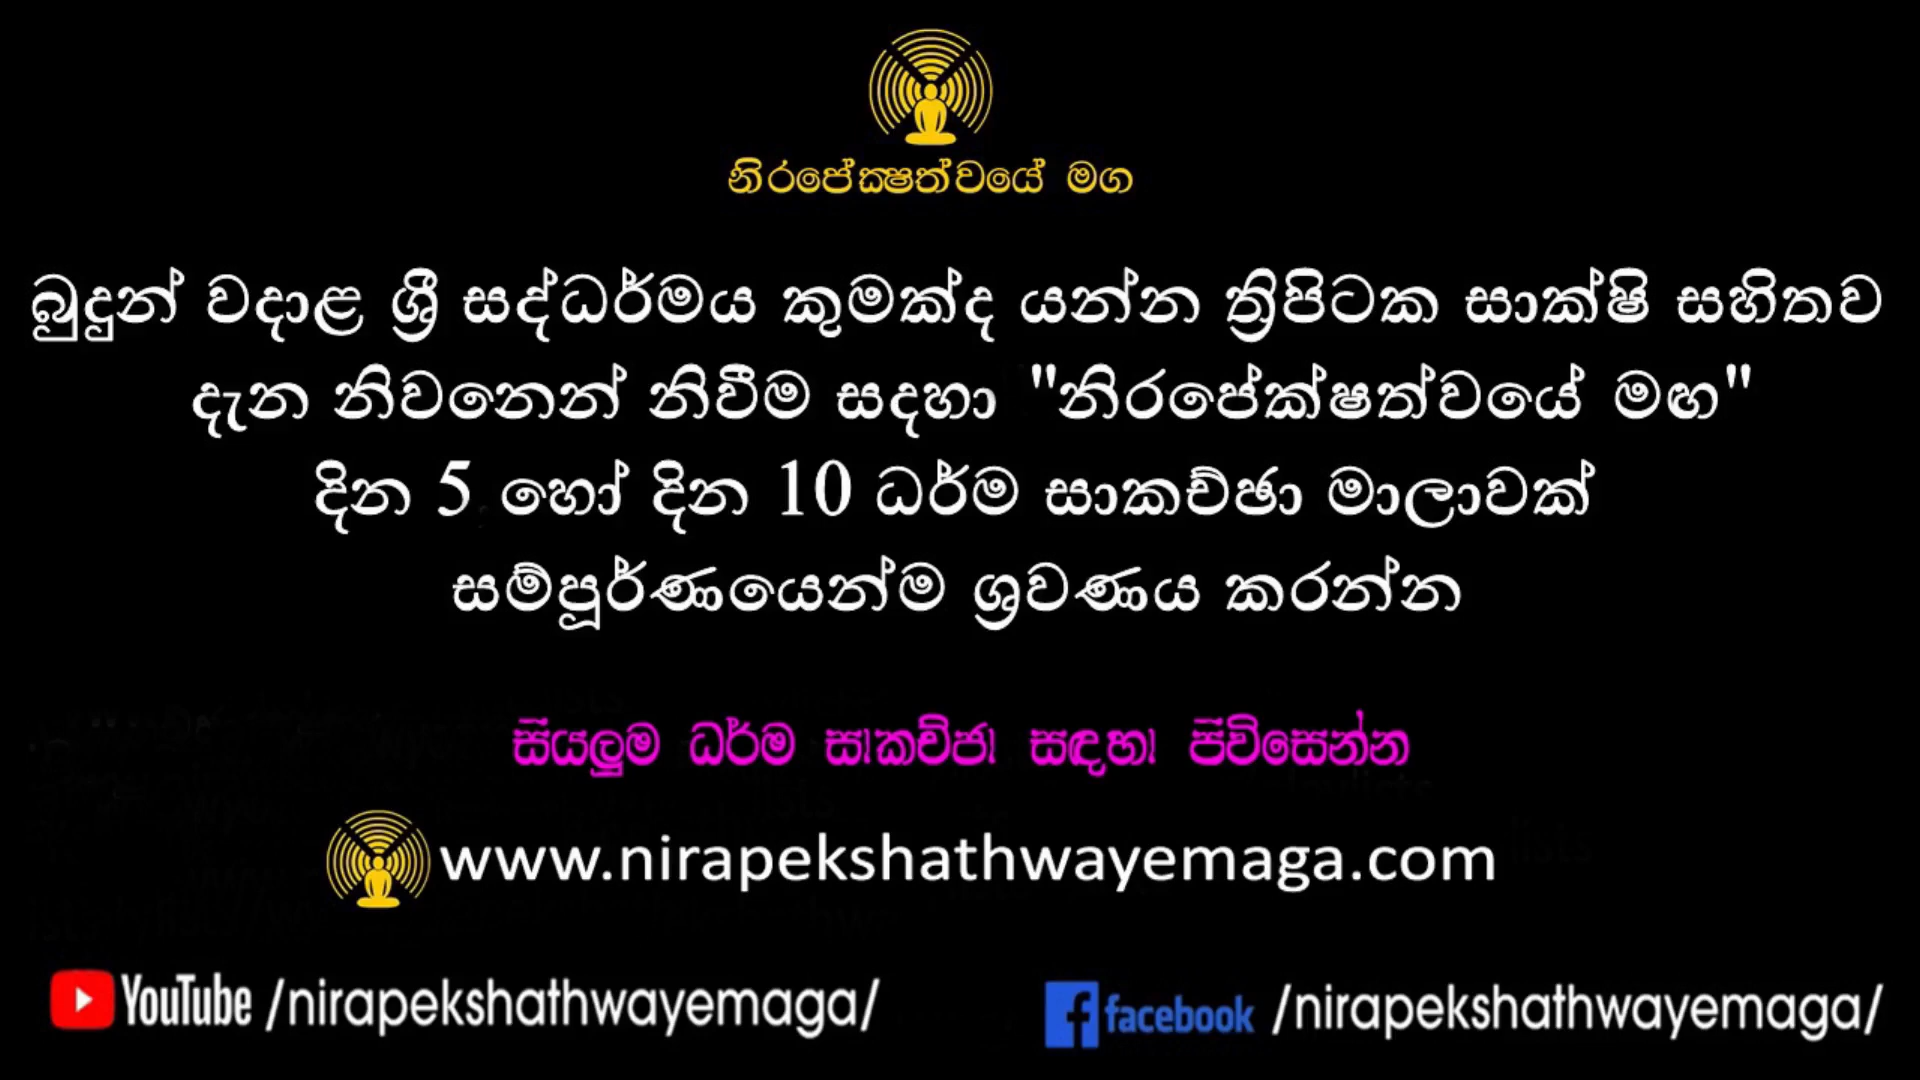 නිරපේක්‍ෂත්වයේ මග
බුදුන් වදාළ ශ්‍රී සද්ධර්මය කුමක්ද යන්න ත්‍රිපිටක සාක්ෂි සහිතව
දැන නිවනෙන් නිවීම සදහා "නිරපේක්ෂත්වයේ මඟ"
දින 5 හෝ දින 10 ධර්ම සාකච්ඡා මාලාවක්
සම්පූර්ණයෙන්ම ශ්‍රවණය කරන්න
සියලුම ධර්ම සාකච්ජා සඳහා පිවිසෙන්න
www.nirapekshathwayemaga.com
YouTube /nirapekshathwayemaga/
facebook /nirapekshathwayemaga/